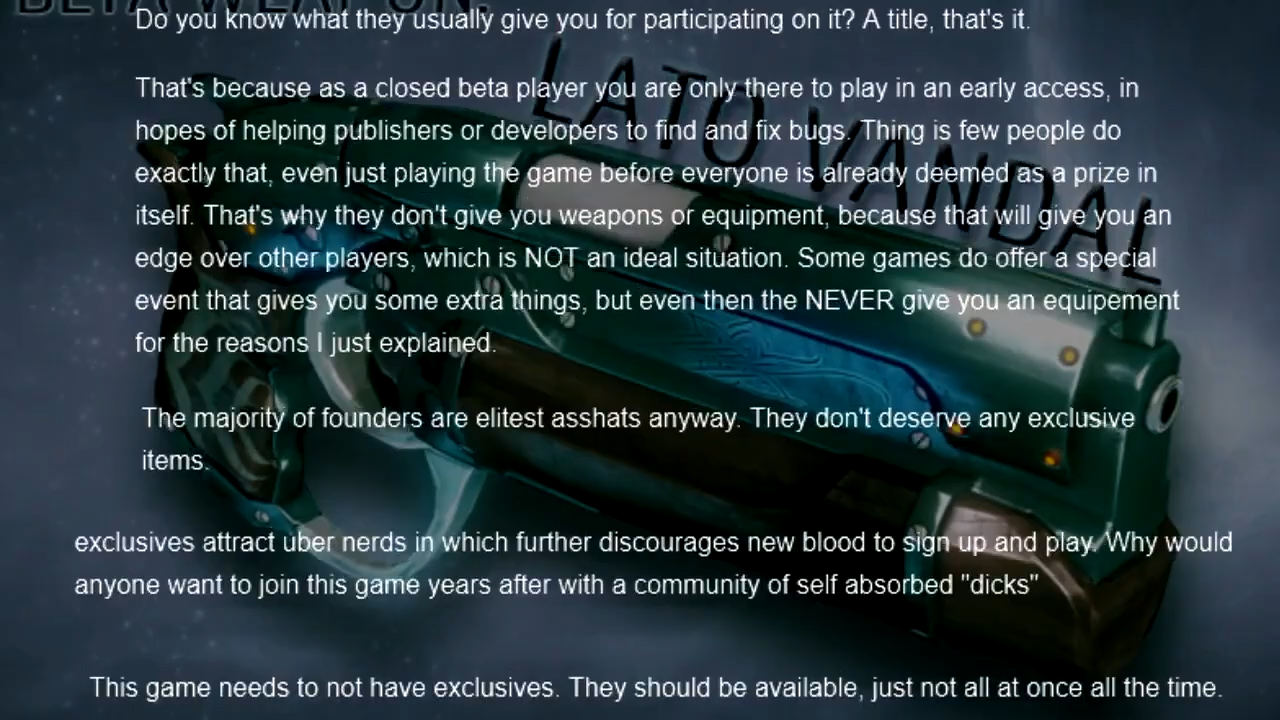 BETA WEAPON.
Do you know what they usually give you for participating on it? A title, that's it.
LATO VANDAL
That's because as a closed beta player you are only there to play in an early access, in
hopes of helping publishers or developers to find and fix bugs. Thing is few people do
exactly that, even just playing the game before everyone is already deemed as a prize in
itself. That's why they don't give you weapons or equipment, because that will give you an
edge over other players, which is NOT an ideal situation. Some games do offer a special
event that gives you some extra things, but even then the NEVER give you an equipement
for the reasons I just explained.
The majority of founders are elitest asshats anyway. They don't deserve any exclusive
items.
exclusives attract uber nerds in which further discourages new blood to sign up and play. Why would
anyone want to join this game years after with a community of self absorbed "dicks"
This game needs to not have exclusives. They should be available, just not all at once all the time.